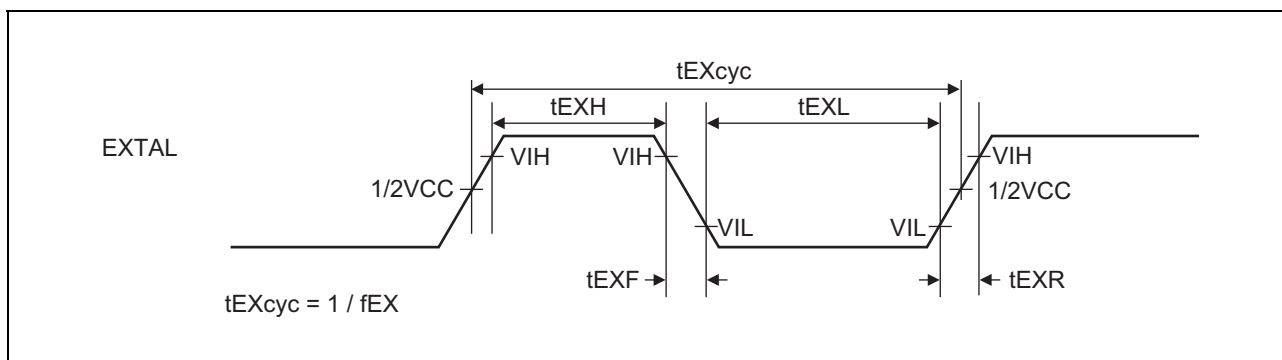 tEXcyc
tEXH
tEXL
EXTAL
VIH
VIH
VIH
1/2VCC
1/2VCC
VIL
VIL
tEXF
tEXR
tEXcyc = 1 / fEX